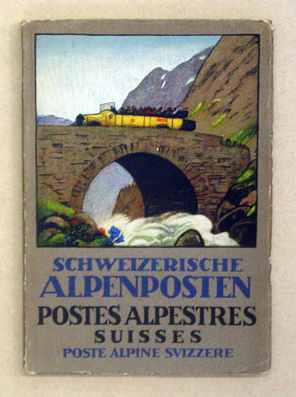 SCHWEIZERISCHE
ALPENPOSTEN
POSTES ALPESTRES
SUISSES
POSTE ALPINE SVIZZERE